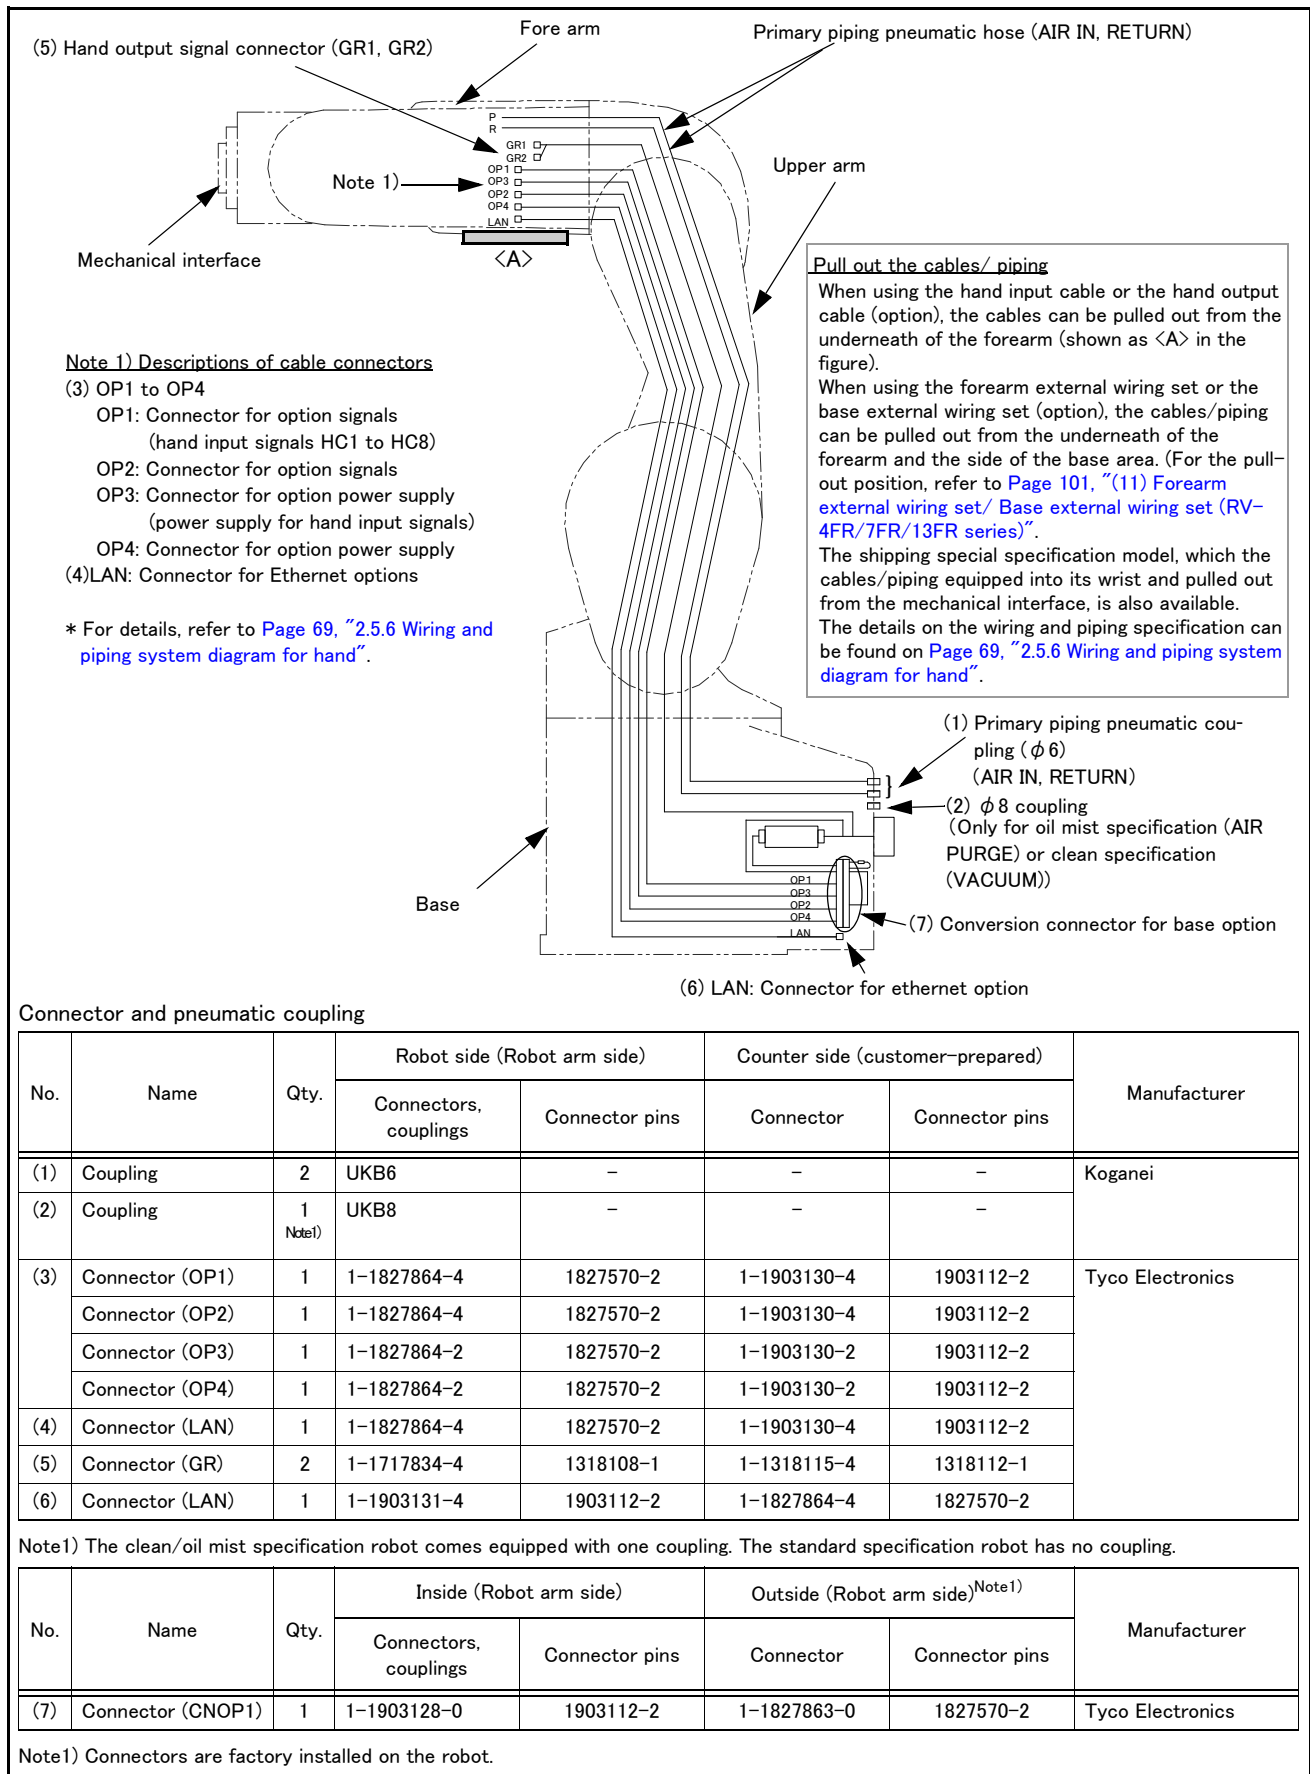 (5) Hand output signal connector (GR1, GR2)
Fore arm
Primary piping pneumatic hose (AIR IN, RETURN)
P
R
GR1
GR2
OP1
OP3
OP2
OP4
LAN
Note 1)
<A>
Upper arm
Mechanical interface
Pull out the cables/ piping
When using the hand input cable or the hand output
cable (option), the cables can be pulled out from the
underneath of the forearm (shown as <A> in the
figure).
When using the forearm external wiring set or the
base external wiring set (option), the cables/piping
can be pulled out from the underneath of the
forearm and the side of the base area. (For the pull-
out position, refer to Page 101, "(11) Forearm
external wiring set/ Base external wiring set (RV-
4FR/7FR/13FR series)".
The shipping special specification model, which the
cables/piping equipped into its wrist and pulled out
from the mechanical interface, is also available.
The details on the wiring and piping specification can
be found on Page 69, "2.5.6 Wiring and piping system
diagram for hand".
Note 1) Descriptions of cable connectors
(3) OP1 to OP4
OP1: Connector for option signals
(hand input signals HC1 to HC8)
OP2: Connector for option signals
OP3: Connector for option power supply
(power supply for hand input signals)
OP4: Connector for option power supply
(4)LAN: Connector for Ethernet options
* For details, refer to Page 69, "2.5.6 Wiring and
piping system diagram for hand".
(1) Primary piping pneumatic cou-
pling (φ6)
(AIR IN, RETURN)
(2) φ8 coupling
(Only for oil mist specification (AIR
PURGE) or clean specification
(VACUUM))
OP1
OP3
OP2
OP4
LAN
Base
(7) Conversion connector for base option
(6) LAN: Connector for ethernet option
Connector and pneumatic coupling
No. Name Qty. Robot side (Robot arm side) Counter side (customer-prepared) Manufacturer
Connectors, couplings Connector pins Connector Connector pins
(1) Coupling 2 UKB6 - - - Koganei
(2) Coupling 1 UKB8 - - -
Note1)
(3) Connector (OP1) 1 1-1827864-4 1827570-2 1-1903130-4 1903112-2 Tyco Electronics
Connector (OP2) 1 1-1827864-4 1827570-2 1-1903130-4 1903112-2
Connector (OP3) 1 1-1827864-2 1827570-2 1-1903130-2 1903112-2
Connector (OP4) 1 1-1827864-2 1827570-2 1-1903130-2 1903112-2
(4) Connector (LAN) 1 1-1827864-4 1827570-2 1-1903130-4 1903112-2
(5) Connector (GR) 2 1-1717834-4 1318108-1 1-1318115-4 1318112-1
(6) Connector (LAN) 1 1-1903131-4 1903112-2 1-1827864-4 1827570-2
Note1) The clean/oil mist specification robot comes equipped with one coupling. The standard specification robot has no coupling.
No. Name Qty. Inside (Robot arm side) Outside (Robot arm side)Note1) Manufacturer
Connectors, couplings Connector pins Connector Connector pins
(7) Connector (CNOP1) 1 1-1903128-0 1903112-2 1-1827863-0 1827570-2 Tyco Electronics
Note1) Connectors are factory installed on the robot.